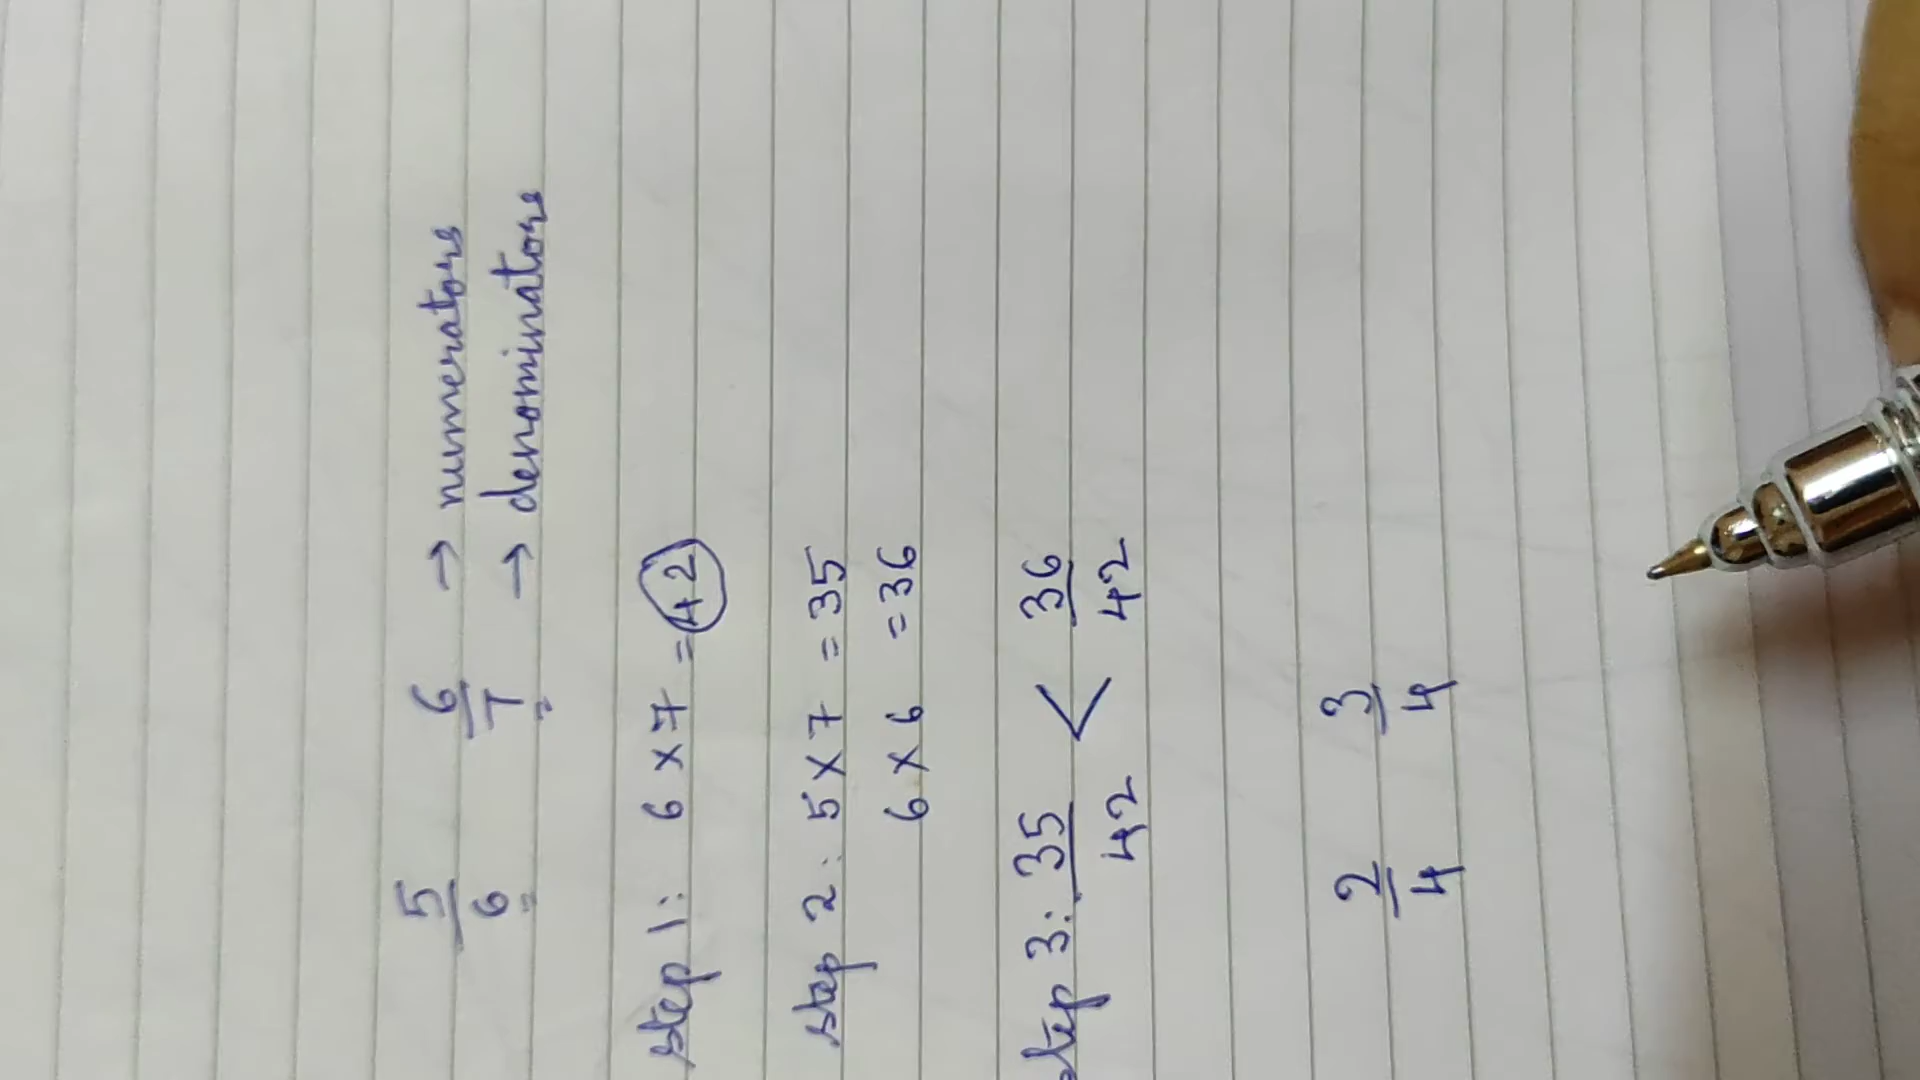 5/6 6/7 → numerators
→ denominators
step 1: 6 × 7 = 42
step 2: 5 × 7 = 35
6 × 6 = 36
step 3: 35/42 < 36/42
2/4 3/4